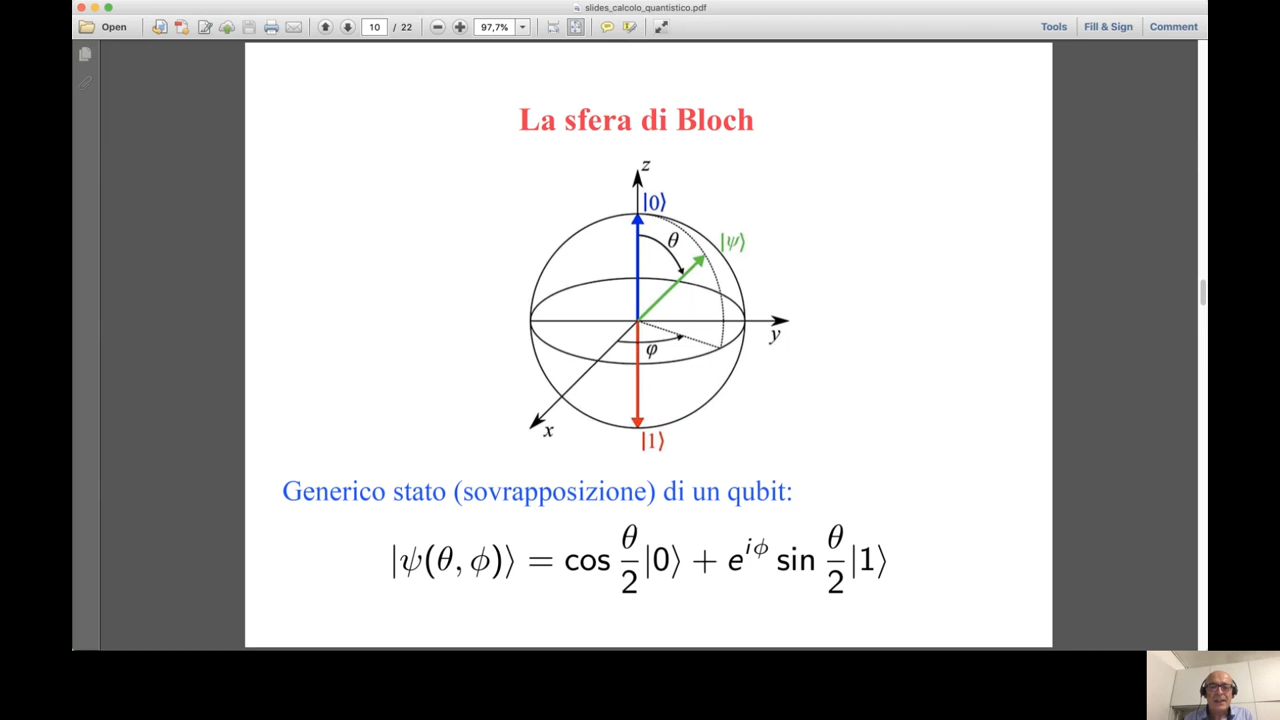 slides_calcolo_quantistico.pdf
Open 10 / 22 97,7% Tools Fill & Sign Comment
La sfera di Bloch
z
|0⟩
θ |ψ⟩
y
φ
x
|1⟩
Generico stato (sovrapposizione) di un qubit:
|ψ(θ, ϕ)⟩ = cos θ/2 |0⟩ + e^{iϕ} sin θ/2 |1⟩